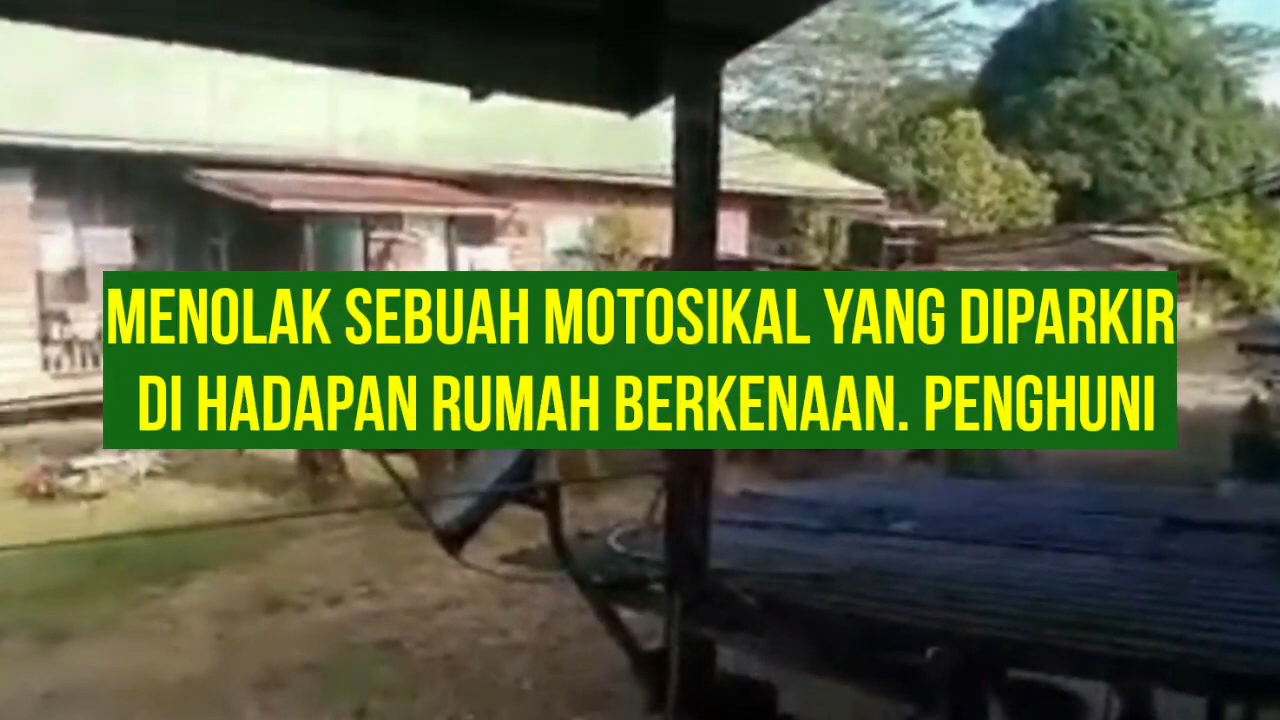 MENOLAK SEBUAH MOTOSIKAL YANG DIPARKIR
DI HADAPAN RUMAH BERKENAAN. PENGHUNI